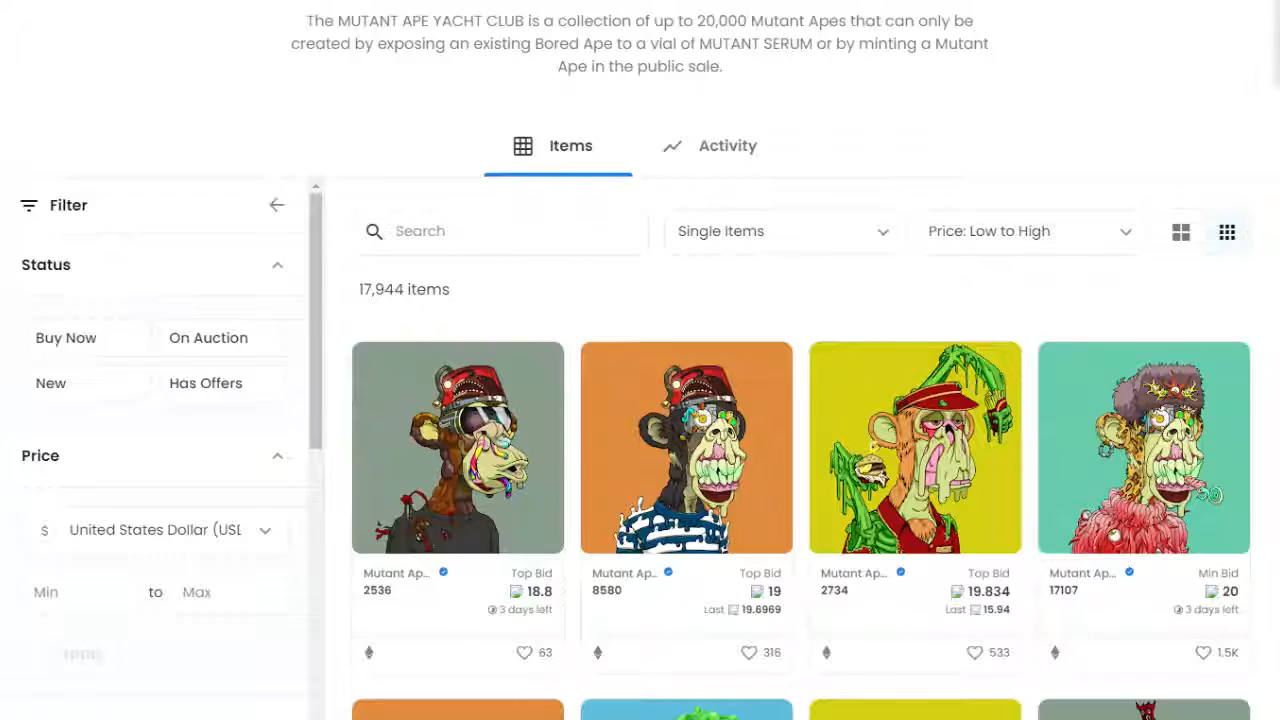 The MUTANT APE YACHT CLUB is a collection of up to 20,000 Mutant Apes that can only be
created by exposing an existing Bored Ape to a vial of MUTANT SERUM or by minting a Mutant
Ape in the public sale.
Items
Activity
Filter
Search
Single Items
Price: Low to High
Status
17,944 items
Buy Now
On Auction
New
Has Offers
Price
$ United States Dollar (USD
Min to Max
Mutant Ap... Top Bid
2536 18.8
3 days left
63
Mutant Ap... Top Bid
8580 19
Last 19.6969
316
Mutant Ap... Top Bid
2734 19.834
Last 15.94
533
Mutant Ap... Min Bid
17107 20
3 days left
1.5K